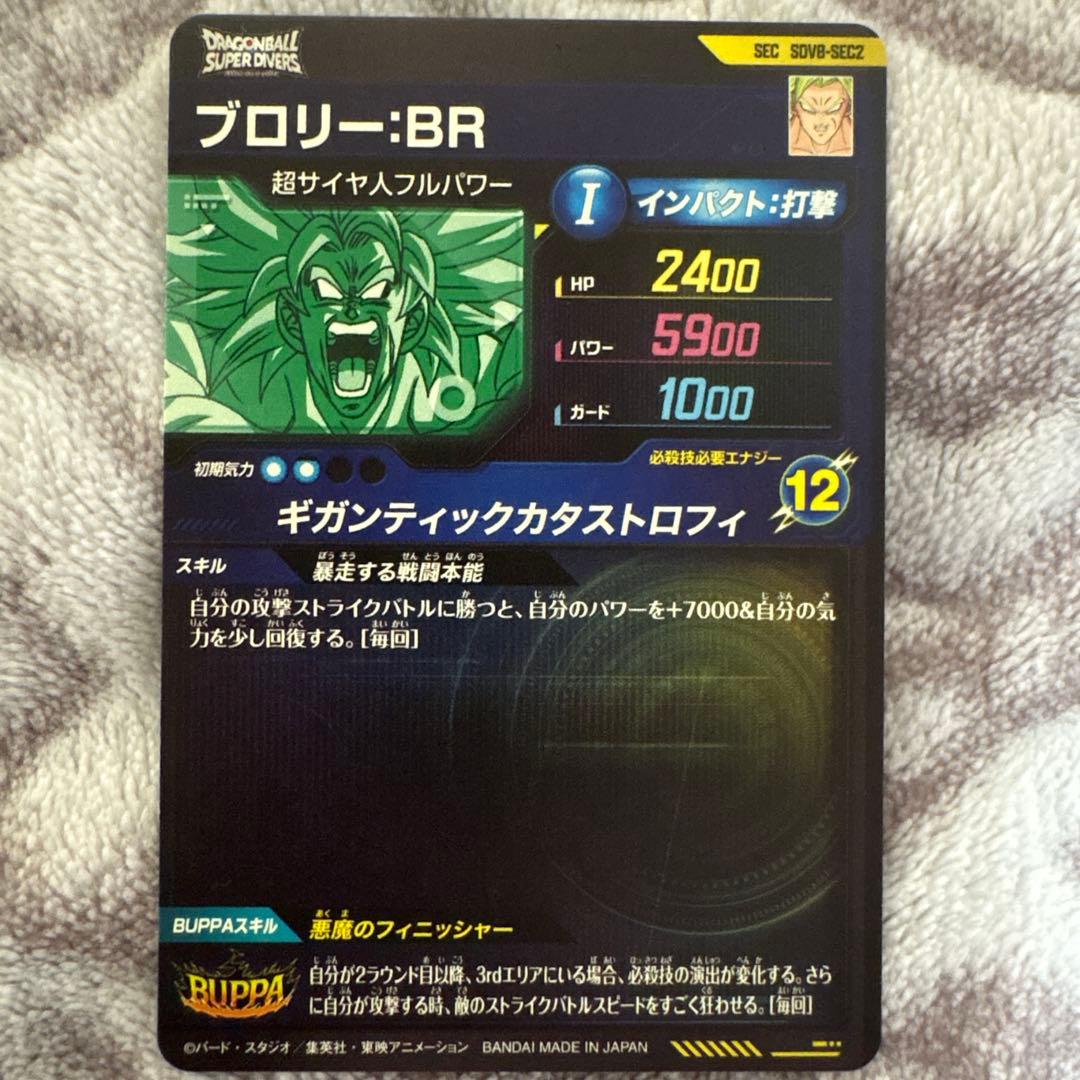 DRAGONBALL
SUPER DIVERS
SEC SDV8-SEC2
ブロリー:BR
超サイヤ人フルパワー
I インパクト:打撃
HP 2400
パワー 5900
ガード 1000
初期気力
必殺技必要エナジー
12
ギガンティックカタストロフィ
スキル 暴走する戦闘本能
自分の攻撃ストライクバトルに勝つと、自分のパワーを+7000&自分の気
力を少し回復する。[毎回]
BUPPAスキル 悪魔のフィニッシャー
BUPPA
自分が2ラウンド目以降、3rdエリアにいる場合、必殺技の演出が変化する。さら
に自分が攻撃する時、敵のストライクバトルスピードをすごく狂わせる。[毎回]
©バード・スタジオ/集英社・東映アニメーション BANDAI MADE IN JAPAN